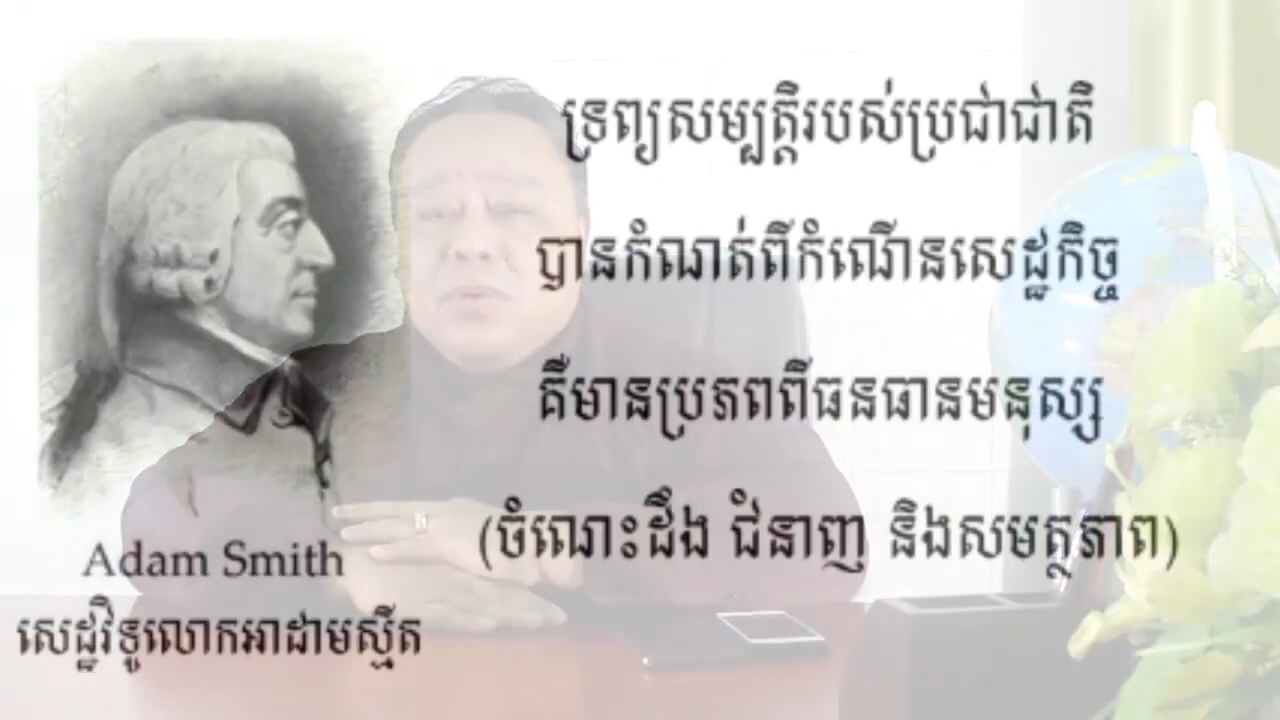 ទ្រព្យសម្បត្តិរបស់ប្រជាជាតិ
បានកំណត់ពីកំណើនសេដ្ឋកិច្ច
គឺមានប្រភពពីធនធានមនុស្ស
(ចំណេះដឹង ជំនាញ និងសមត្ថភាព)
Adam Smith
សេដ្ឋវិទូលោកអាដាមស្មីត